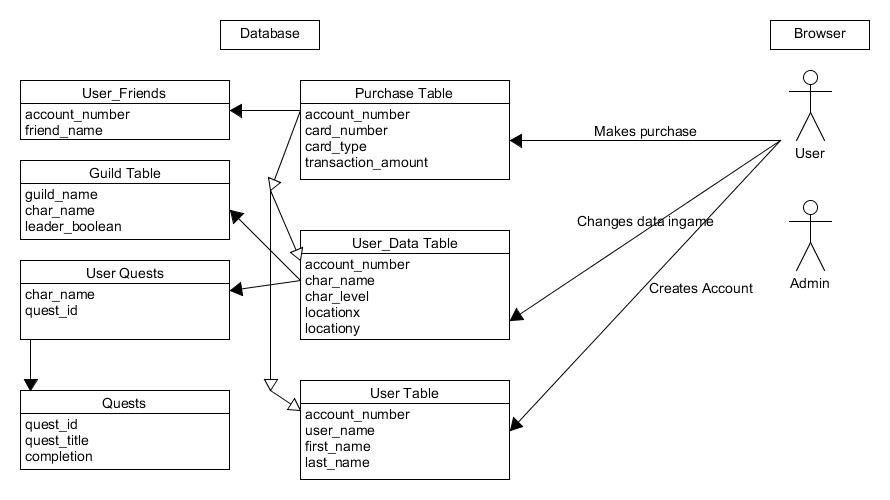 Database
Browser
User_Friends
account_number
friend_name
Purchase Table
account_number
card_number
card_type
transaction_amount
Makes purchase
User
Guild Table
guild_name
char_name
leader_boolean
User_Data Table
account_number
char_name
char_level
locationx
locationy
Changes data ingame
Admin
User Quests
char_name
quest_id
Creates Account
Quests
quest_id
quest_title
completion
User Table
account_number
user_name
first_name
last_name